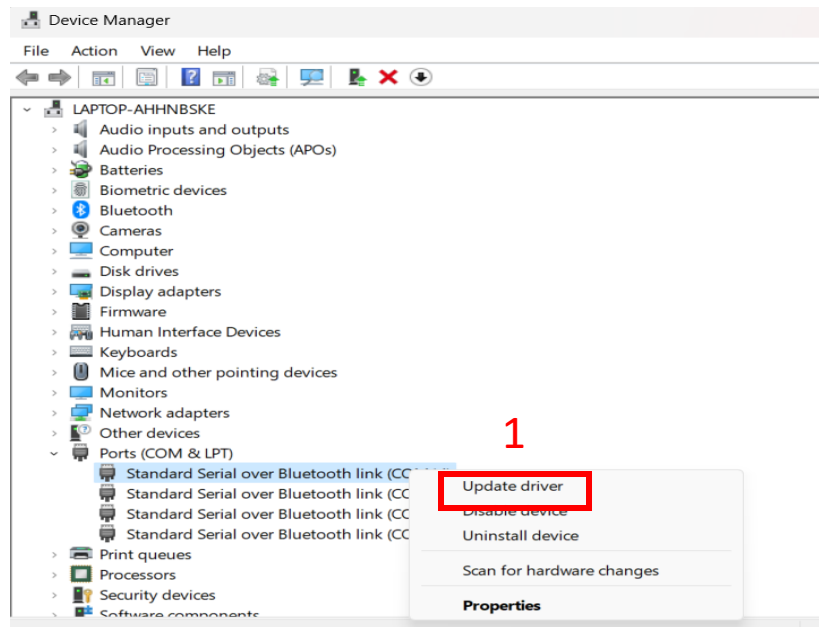 Device Manager
File Action View Help
LAPTOP-AHHNBSKE
Audio inputs and outputs
Audio Processing Objects (APOs)
Batteries
Biometric devices
Bluetooth
Cameras
Computer
Disk drives
Display adapters
Firmware
Human Interface Devices
Keyboards
Mice and other pointing devices
Monitors
Network adapters
Other devices
Ports (COM & LPT)
1
Standard Serial over Bluetooth link
Update driver
Standard Serial over Bluetooth link
Disable device
Standard Serial over Bluetooth link
Uninstall device
Standard Serial over Bluetooth link
Print queues
Processors
Scan for hardware changes
Security devices
Properties
Software components